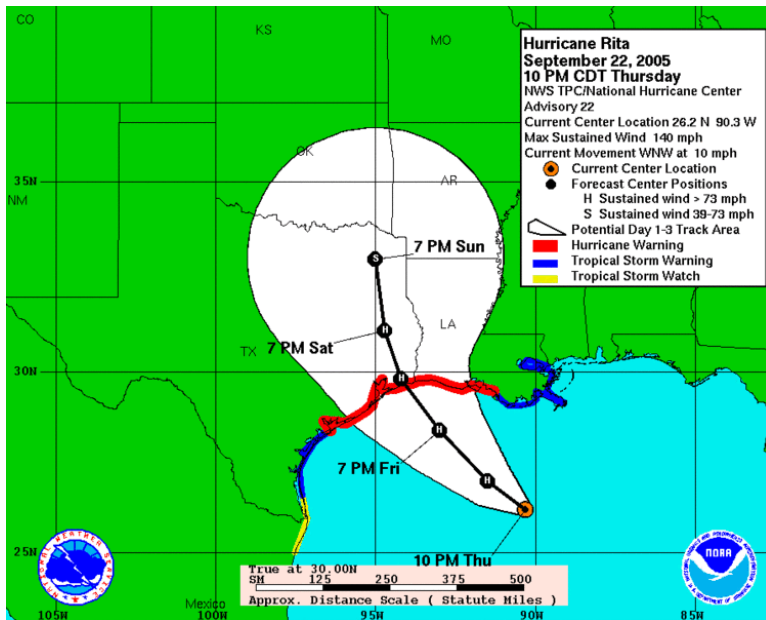 CO
KS
MO
Hurricane Rita
September 22, 2005
10 PM CDT Thursday
NWS TPC/National Hurricane Center
Advisory 22
Current Center Location 26.2 N 90.3 W
Max Sustained Wind 140 mph
Current Movement WNW at 10 mph
Current Center Location
Forecast Center Positions
H Sustained wind > 73 mph
S Sustained wind 39-73 mph
Potential Day 1-3 Track Area
Hurricane Warning
Tropical Storm Warning
Tropical Storm Watch
OK
35N
AR
NM
7 PM Sun
S
LA
H
TX
7 PM Sat
30N
H
H
7 PM Fri
H
25N
10 PM Thu
NATIONAL WEATHER SERVICE
NOAA
True at 30.00N
SM 125 250 375 500
Approx. Distance Scale ( Statute Miles )
Mexico
105W
100W
95W
90W
85W